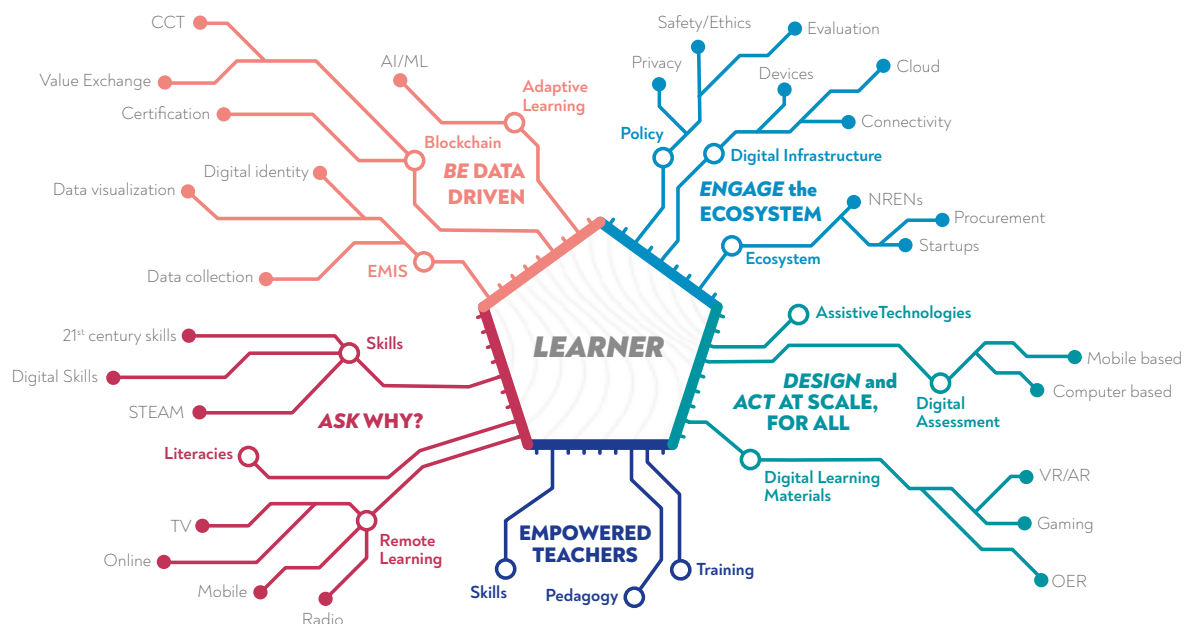 CCT
Value Exchange
Certification
AI/ML
Adaptive
Learning
Blockchain
BE DATA
DRIVEN
Digital identity
Data visualization
Data collection
EMIS
Safety/Ethics
Evaluation
Privacy
Devices
Cloud
Connectivity
Policy
Digital Infrastructure
ENGAGE the
ECOSYSTEM
NRENs
Procurement
Startups
Ecosystem
LEARNER
21st century skills
Skills
Digital Skills
STEAM
ASK WHY?
Literacies
TV
Online
Mobile
Radio
Remote
Learning
EMPOWERED
TEACHERS
Skills
Pedagogy
Training
AssistiveTechnologies
DESIGN and
ACT AT SCALE,
FOR ALL
Digital
Assessment
Mobile based
Computer based
Digital Learning
Materials
VR/AR
Gaming
OER